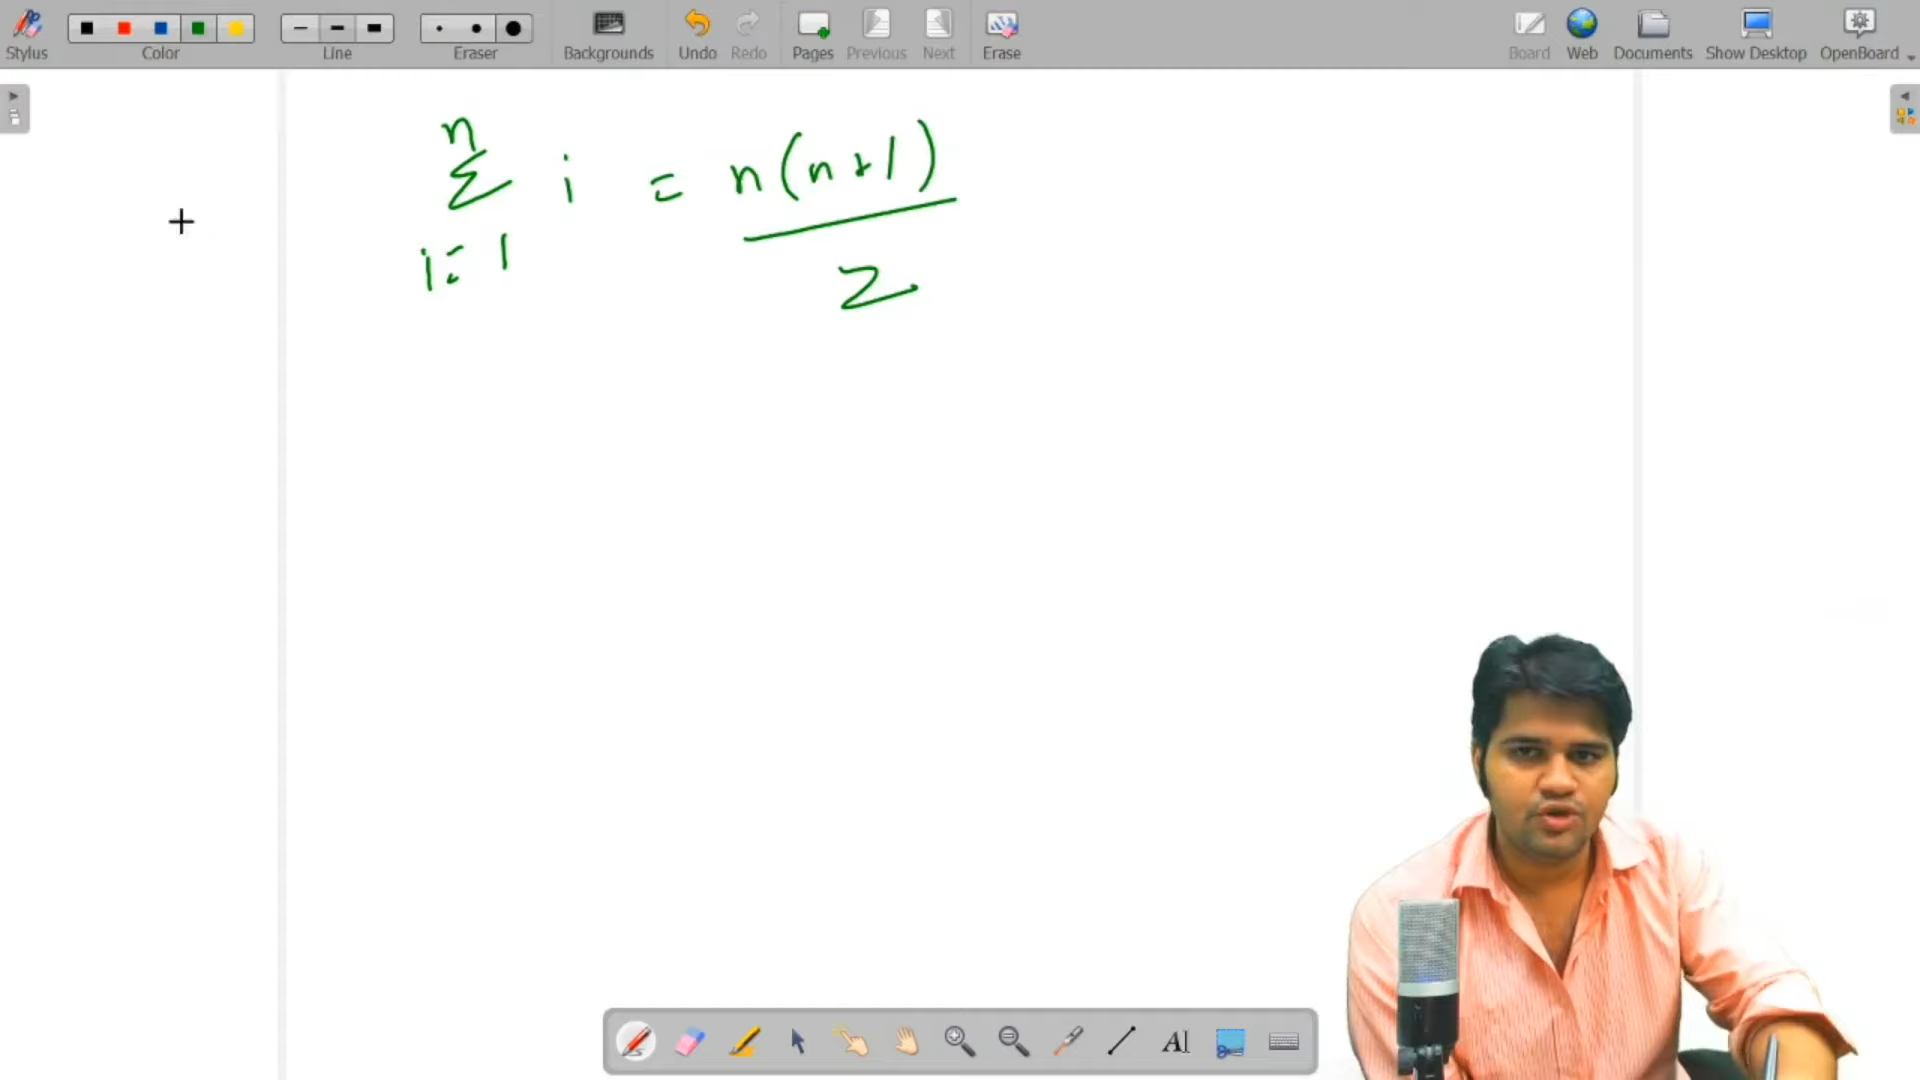 Stylus Color Line Eraser Backgrounds Undo Redo Pages Previous Next Erase Board Web Documents Show Desktop OpenBoard
n
Σ i = n(n+1)
i=1 2
AI